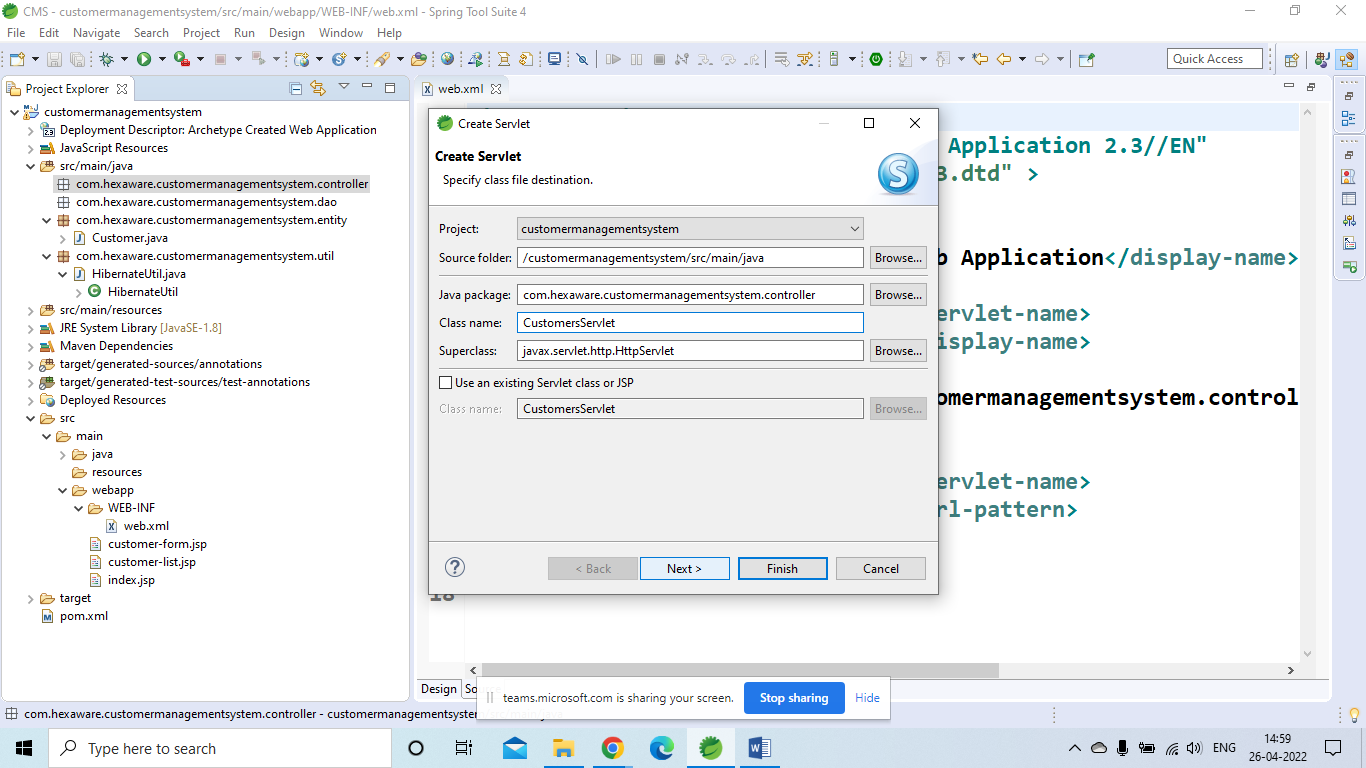 CMS - customermanagementsystem/src/main/webapp/WEB-INF/web.xml - Spring Tool Suite 4
File Edit Navigate Search Project Run Design Window Help
Quick Access
Project Explorer
customermanagementsystem
Deployment Descriptor: Archetype Created Web Application
JavaScript Resources
src/main/java
com.hexaware.customermanagementsystem.controller
com.hexaware.customermanagementsystem.dao
com.hexaware.customermanagementsystem.entity
Customer.java
com.hexaware.customermanagementsystem.util
HibernateUtil.java
HibernateUtil
src/main/resources
JRE System Library [JavaSE-1.8]
Maven Dependencies
target/generated-sources/annotations
target/generated-test-sources/test-annotations
Deployed Resources
src
main
java
resources
webapp
WEB-INF
web.xml
customer-form.jsp
customer-list.jsp
index.jsp
target
pom.xml
web.xml
Application 2.3//EN"
.dtd" >
b Application</display-name>
ervlet-name>
isplay-name>
omermanagementsystem.control
ervlet-name>
rl-pattern>
18
Design
Create Servlet
Create Servlet
Specify class file destination.
S
Project: customermanagementsystem
Source folder: /customermanagementsystem/src/main/java Browse...
Java package: com.hexaware.customermanagementsystem.controller Browse...
Class name: CustomersServlet
Superclass: javax.servlet.http.HttpServlet Browse...
Use an existing Servlet class or JSP
Class name: CustomersServlet Browse...
? < Back Next > Finish Cancel
teams.microsoft.com is sharing your screen. Stop sharing Hide
com.hexaware.customermanagementsystem.controller - customermanagementsystem
Type here to search
ENG
14:59
26-04-2022